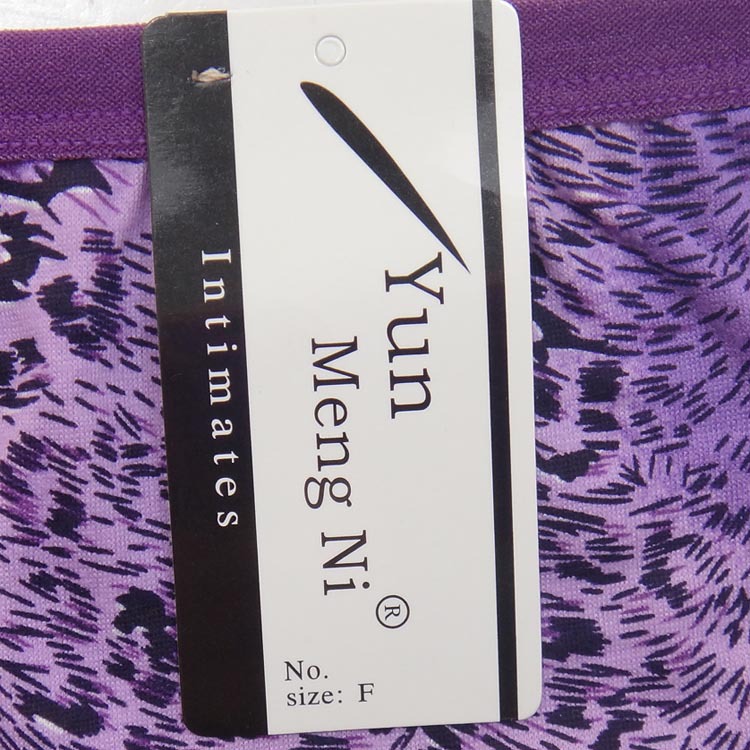 Intimates
Yun
Meng Ni®
No.
size: F